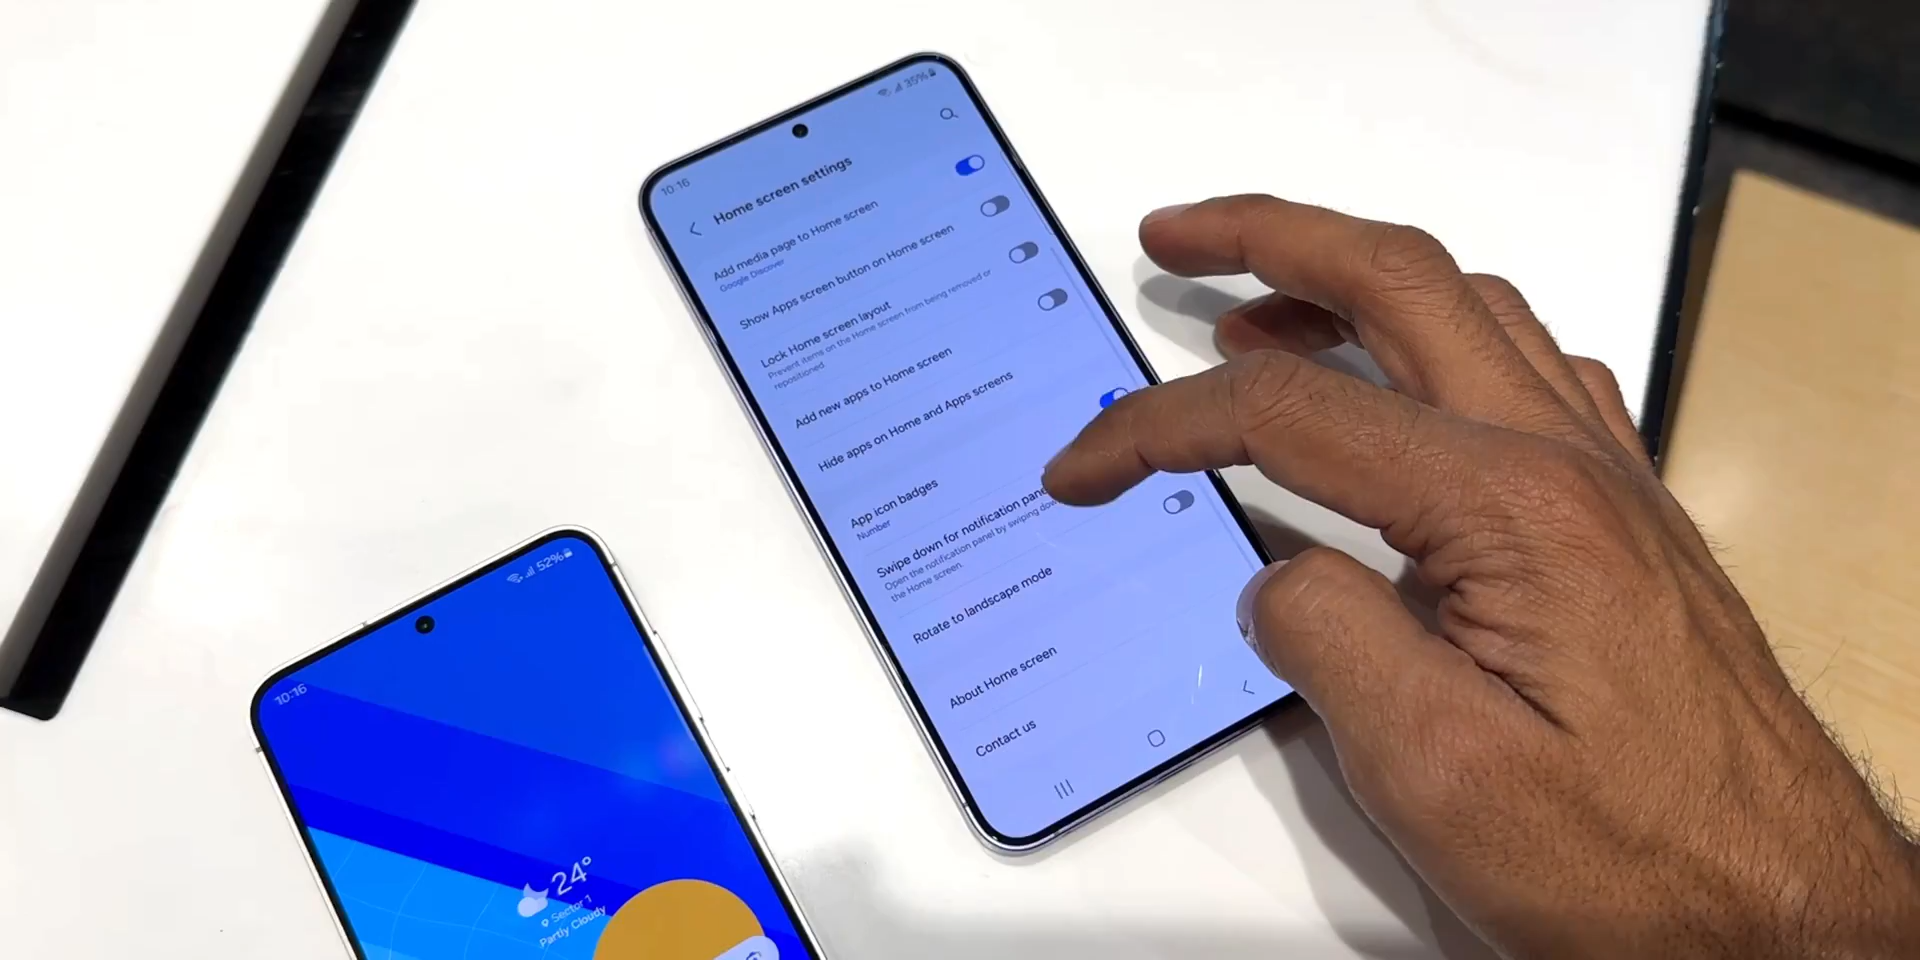 10:16
35%
Home screen settings
Add media page to Home screen
Google Discover
Show Apps screen button on Home screen
Lock Home screen layout
Prevent items on the Home screen from being removed or
repositioned.
Add new apps to Home screen
Hide apps on Home and Apps screens
App icon badges
Number
Swipe down for notification pane
Open the notification panel by swiping down
the Home screen.
Rotate to landscape mode
About Home screen
Contact us
10:16
52%
24°
Sector 1
Partly Cloudy